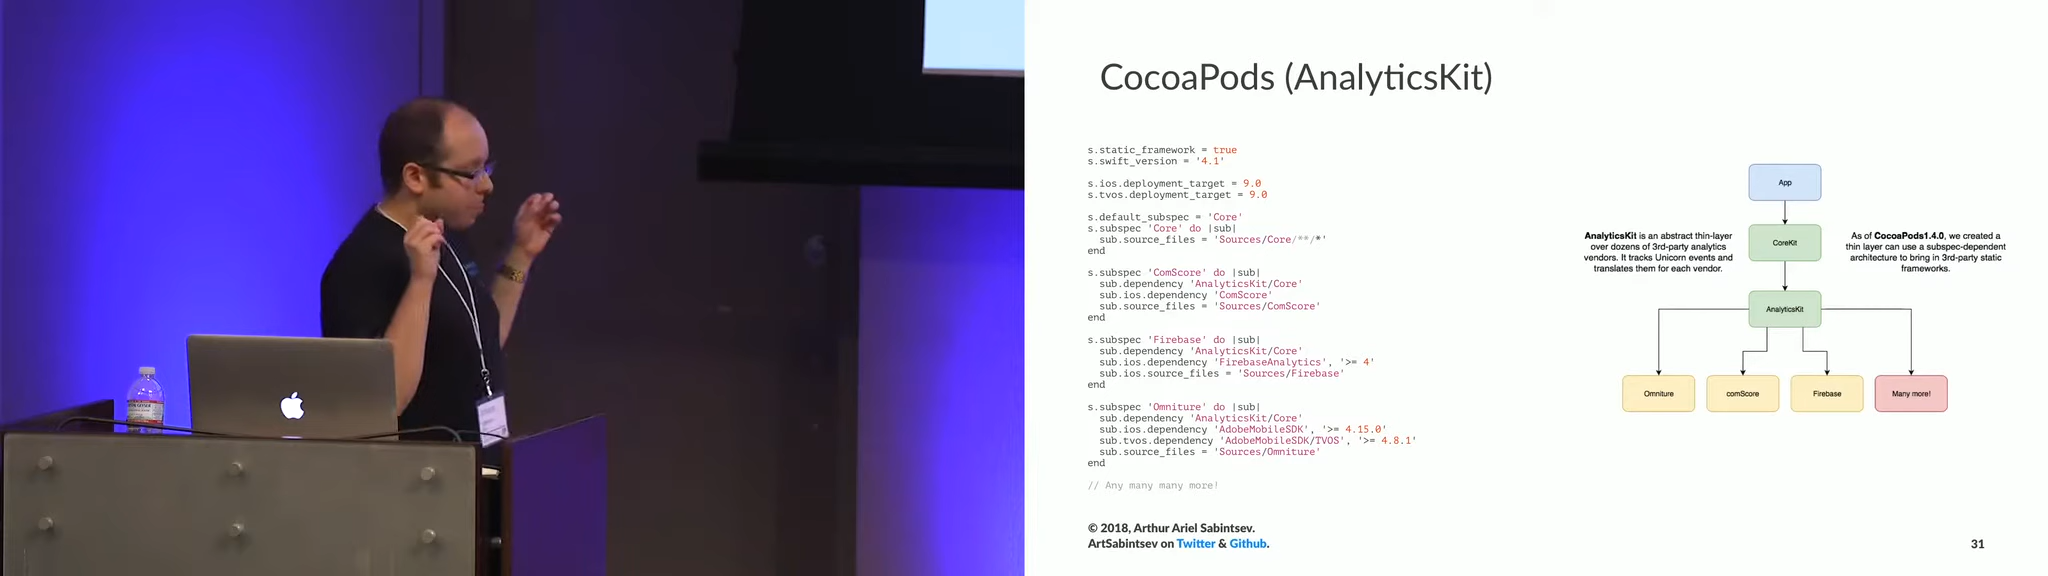 CocoaPods (AnalyticsKit)
s.static_framework = true
s.swift_version = '4.1'
s.ios.deployment_target = 9.0
s.tvos.deployment_target = 9.0
s.default_subspec = 'Core'
s.subspec 'Core' do |sub|
sub.source_files = 'Sources/Core/**/*'
end
s.subspec 'ComScore' do |sub|
sub.dependency 'AnalyticsKit/Core'
sub.ios.dependency 'ComScore'
sub.source_files = 'Sources/ComScore'
end
s.subspec 'Firebase' do |sub|
sub.dependency 'AnalyticsKit/Core'
sub.ios.dependency 'FirebaseAnalytics', '>= 4'
sub.ios.source_files = 'Sources/Firebase'
end
s.subspec 'Omniture' do |sub|
sub.dependency 'AnalyticsKit/Core'
sub.ios.dependency 'AdobeMobileSDK', '>= 4.15.0'
sub.tvos.dependency 'AdobeMobileSDK/TVOS', '>= 4.8.1'
sub.source_files = 'Sources/Omniture'
end
// Any many many more!
App
AnalyticsKit is an abstract thin-layer
over dozens of 3rd-party analytics
vendors. It tracks Unicorn events and
translates them for each vendor.
CoreKit
As of CocoaPods1.4.0, we created a
thin layer can use a subspec-dependent
architecture to bring in 3rd-party static
frameworks.
AnalyticsKit
Omniture
comScore
Firebase
Many more!
© 2018, Arthur Ariel Sabintsev.
ArtSabintsev on Twitter & Github.
31